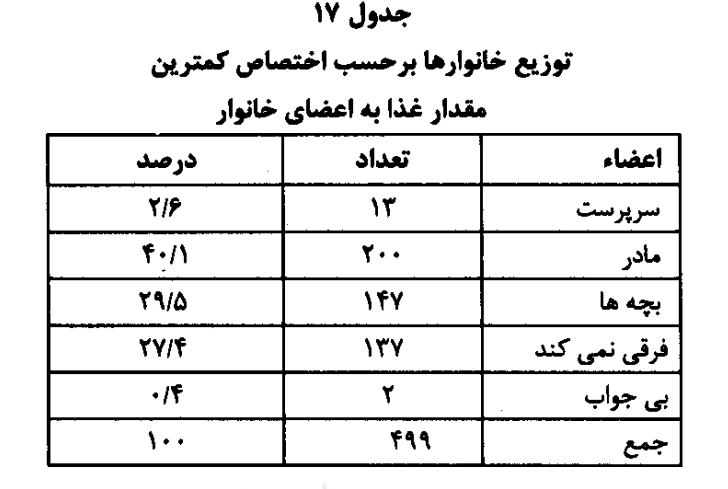 جدول ۱۷
توزیع خانوارها برحسب اختصاص کمترین
مقدار غذا به اعضای خانوار
اعضاء تعداد درصد
سرپرست ۱۳ ۲/۶
مادر ۲۰۰ ۴۰/۱
بچه ها ۱۴۷ ۲۹/۵
فرقی نمی کند ۱۳۷ ۲۷/۴
بی جواب ۲ ۰/۴
جمع ۴۹۹ ۱۰۰